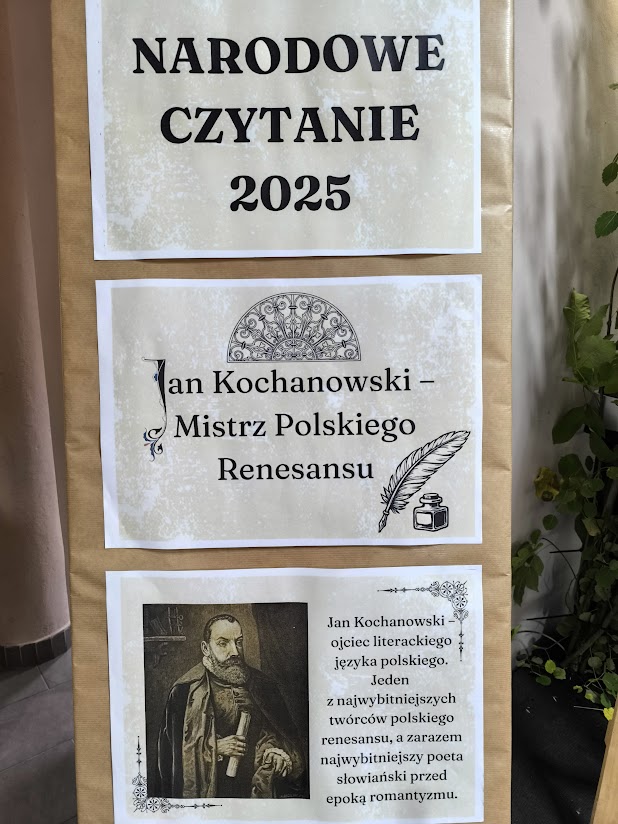 NARODOWE
CZYTANIE
2025
Jan Kochanowski –
Mistrz Polskiego
Renesansu
Jan Kochanowski –
ojciec literackiego
języka polskiego.
Jeden
z najwybitniejszych
twórców polskiego
renesansu, a zarazem
najwybitniejszy poeta
słowiański przed
epoką romantyzmu.